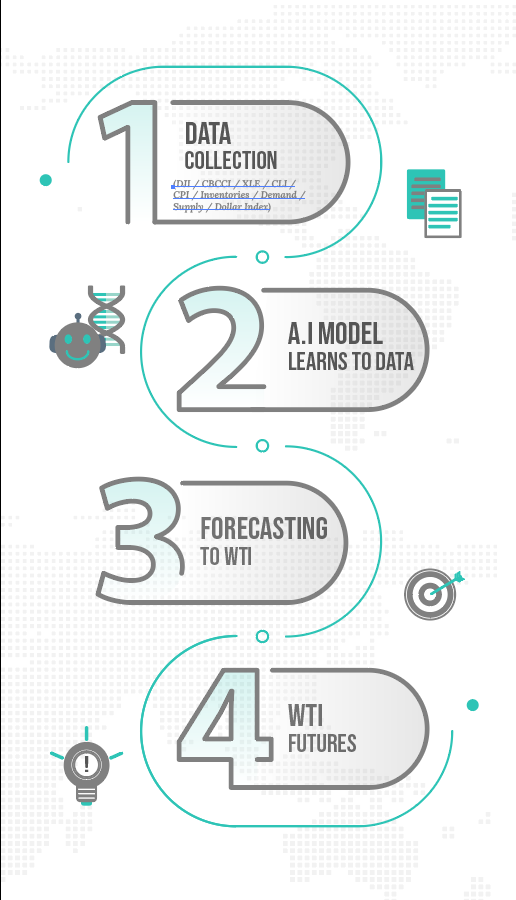 1
DATA
COLLECTION
(DJI / CBCCI / XLE / CLI /
CPI / Inventories / Demand /
Supply / Dollar Index)
2
A.I MODEL
LEARNS TO DATA
3
FORECASTING
TO WTI
4
WTI
FUTURES
!